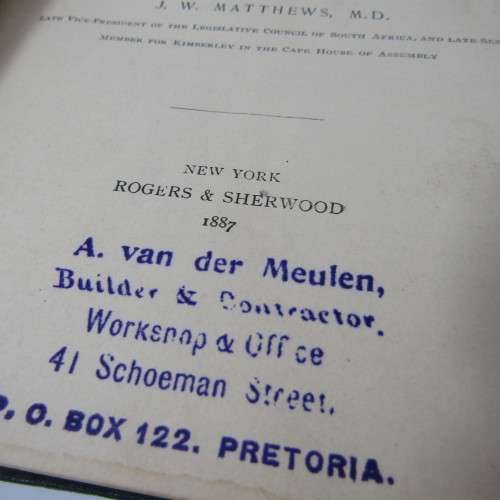 J. W. MATTHEWS, M.D.
LATE VICE-PRESIDENT OF THE LEGISLATIVE COUNCIL OF SOUTH AFRICA, AND LATE SEN
MEMBER FOR KIMBERLEY IN THE CAPE HOUSE OF ASSEMBLY
NEW YORK
ROGERS & SHERWOOD
1887
A. van der Meulen,
Builder & Contractor.
Workshop & Office
41 Schoeman Street,
P. O. BOX 122. PRETORIA.